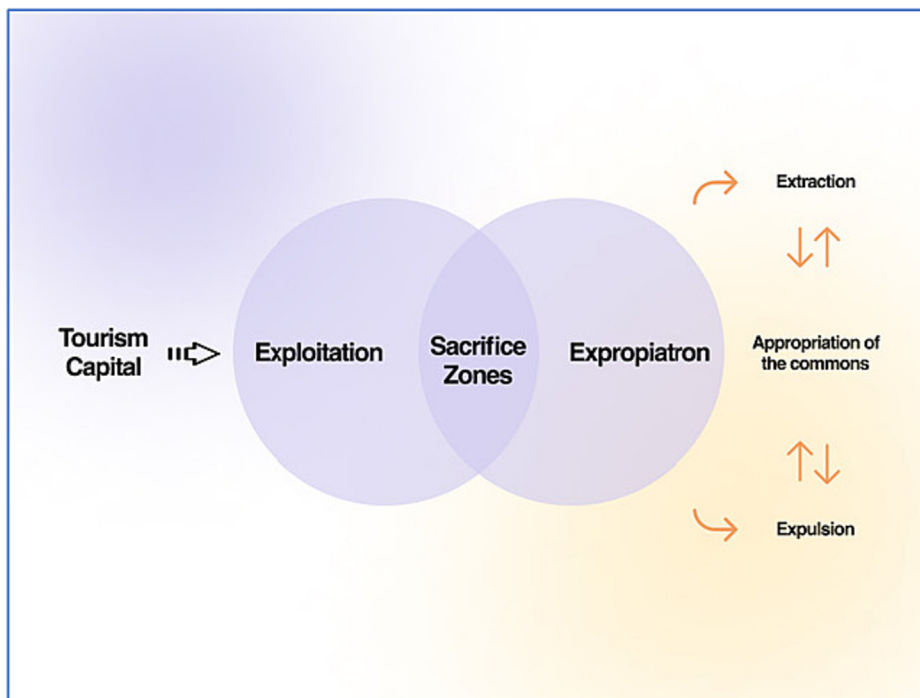 Extraction
Tourism
Capital
Exploitation
Sacrifice
Zones
Expropiatron
Appropriation of
the commons
Expulsion